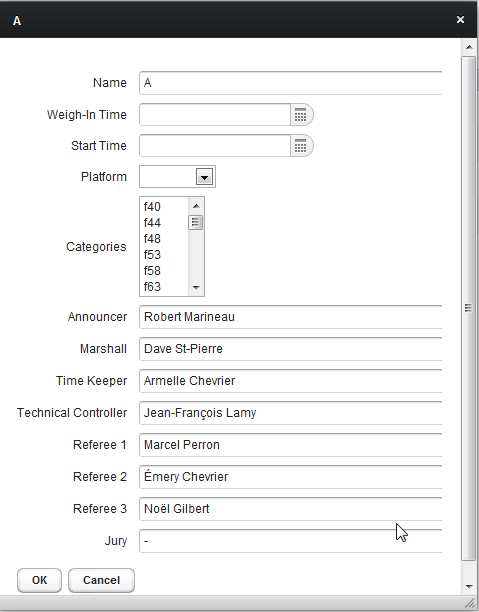 A
Name A
Weigh-In Time
Start Time
Platform
Categories
f40
f44
f48
f53
f58
f63
Announcer Robert Marineau
Marshall Dave St-Pierre
Time Keeper Armelle Chevrier
Technical Controller Jean-François Lamy
Referee 1 Marcel Perron
Referee 2 Émery Chevrier
Referee 3 Noël Gilbert
Jury -
OK Cancel